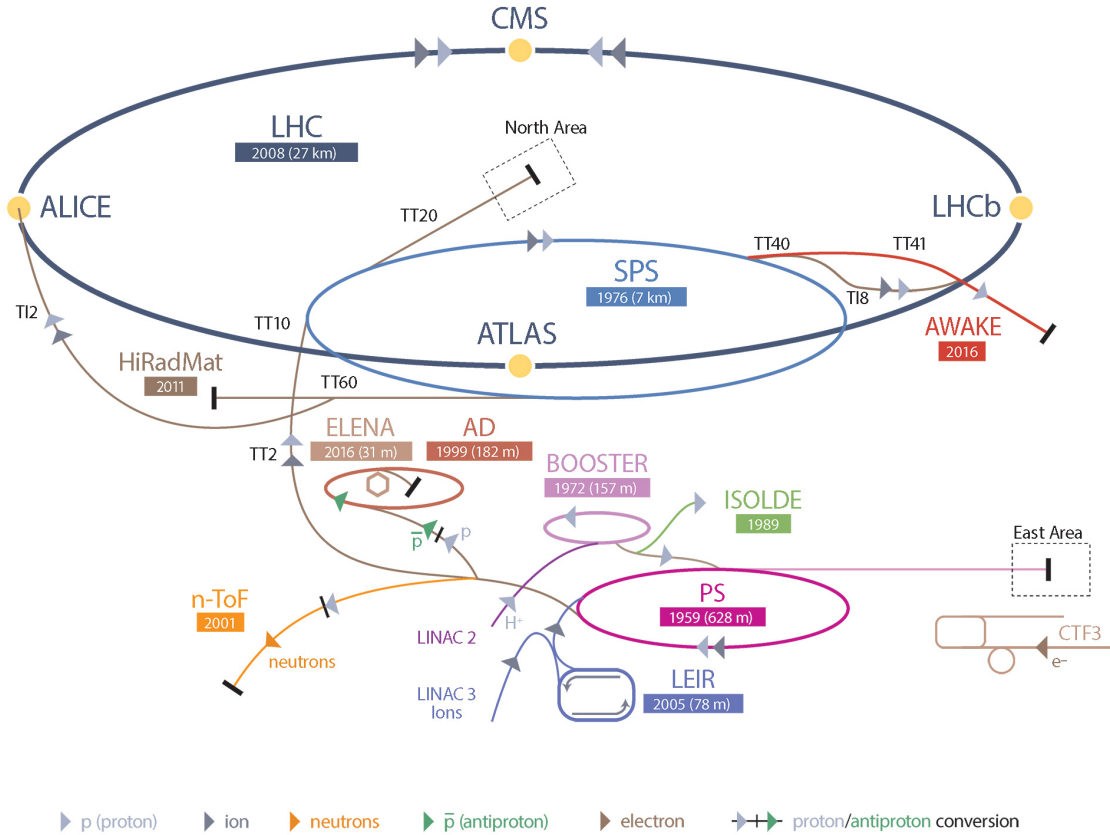 CMS
LHC
2008 (27 km)
North Area
ALICE
TT20
LHCb
TT40
TT41
SPS
1976 (7 km)
TI8
TI2
TT10
ATLAS
AWAKE
2016
HiRadMat
2011
TT60
ELENA
2016 (31 m)
AD
1999 (182 m)
TT2
BOOSTER
1972 (157 m)
ISOLDE
1989
p̅
p
East Area
n-ToF
2001
neutrons
LINAC 2
H⁺
PS
1959 (628 m)
CTF3
e⁻
LINAC 3
Ions
LEIR
2005 (78 m)
p (proton)
ion
neutrons
p̅ (antiproton)
electron
proton/antiproton conversion